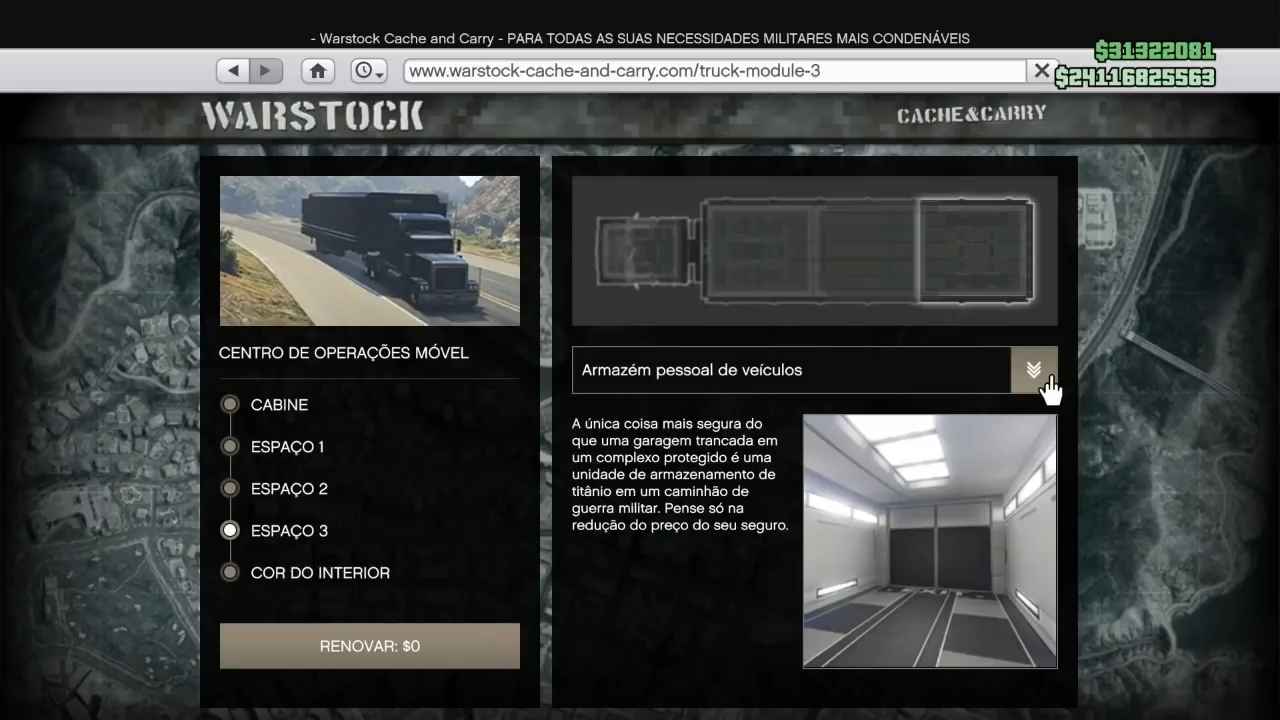 - Warstock Cache and Carry - PARA TODAS AS SUAS NECESSIDADES MILITARES MAIS CONDENÁVEIS
$31322081
www.warstock-cache-and-carry.com/truck-module-3
$24116825563
WARSTOCK
CACHE&CARRY
CENTRO DE OPERAÇÕES MÓVEL
CABINE
ESPAÇO 1
ESPAÇO 2
ESPAÇO 3
COR DO INTERIOR
RENOVAR: $0
Armazém pessoal de veículos
A única coisa mais segura do
que uma garagem trancada em
um complexo protegido é uma
unidade de armazenamento de
titânio em um caminhão de
guerra militar. Pense só na
redução do preço do seu seguro.